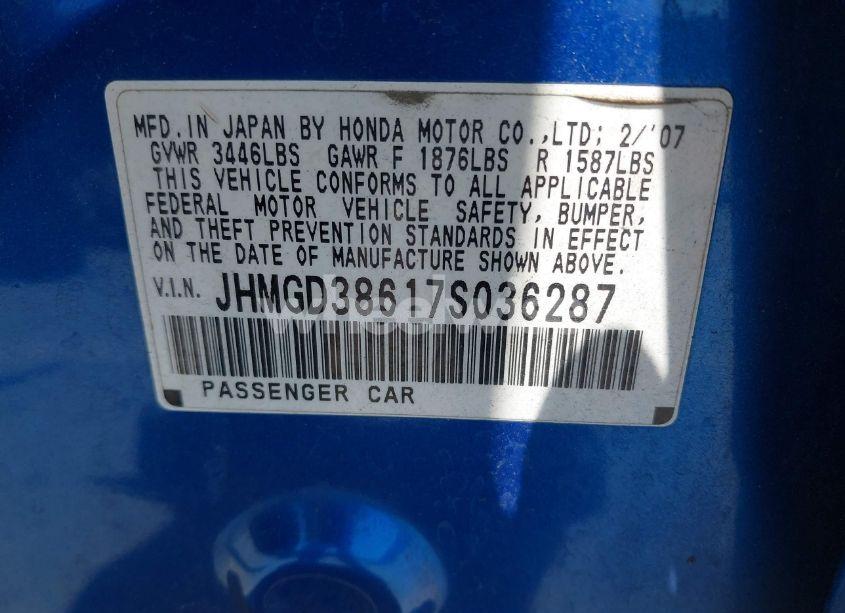 MFD.IN JAPAN BY HONDA MOTOR CO.,LTD; 2/'07
GVWR 3446LBS GAWR F 1876LBS R 1587LBS
THIS VEHICLE CONFORMS TO ALL APPLICABLE
FEDERAL MOTOR VEHICLE SAFETY, BUMPER,
AND THEFT PREVENTION STANDARDS IN EFFECT
ON THE DATE OF MANUFACTURE SHOWN ABOVE.
V.I.N. JHMGD38617S036287
PASSENGER CAR